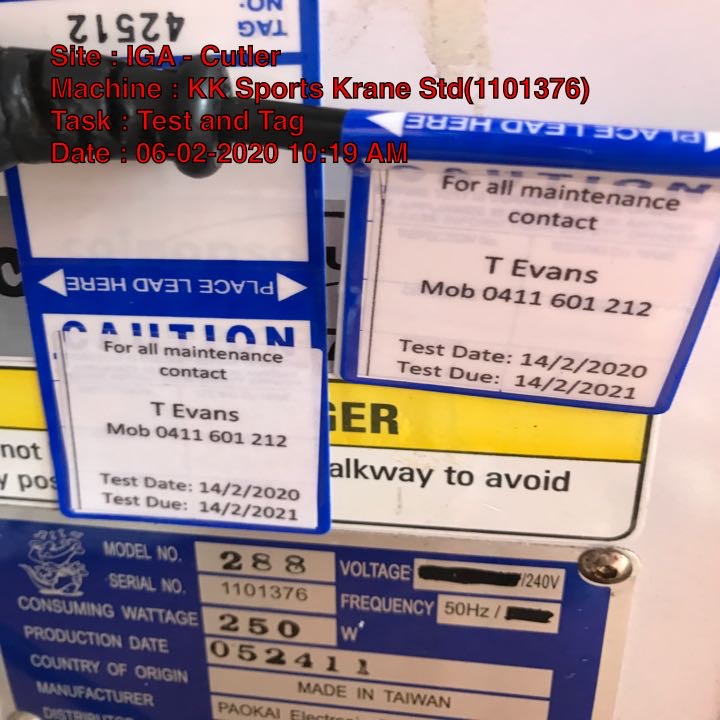 TAG
NO.
42512
Site : IGA - Cutler
Machine : KK Sports Krane Std(1101376)
Task : Test and Tag
Date : 06-02-2020 10:19 AM
PLACE LEAD HERE
CAUTION
For all maintenance
contact
T Evans
Mob 0411 601 212
Test Date: 14/2/2020
Test Due: 14/2/2021
PLACE LEAD HERE
CAUTION
For all maintenance
contact
T Evans
Mob 0411 601 212
Test Date: 14/2/2020
Test Due: 14/2/2021
GER
not
alkway to avoid
MODEL NO. 288
SERIAL NO. 1101376
CONSUMING WATTAGE 250 W
PRODUCTION DATE 052411
COUNTRY OF ORIGIN MADE IN TAIWAN
MANUFACTURER PAOKAI Electronic
VOLTAGE /240V
FREQUENCY 50Hz /